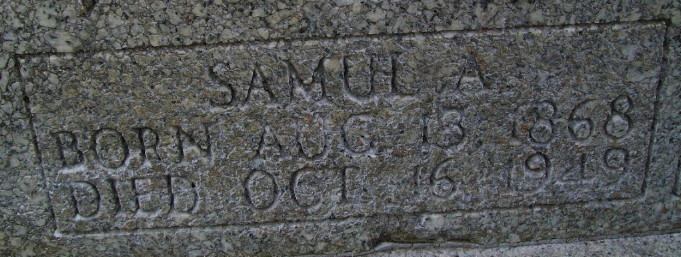 SAMUL A
BORN AUG. 13. 1868
DIED OCT. 16. 1949